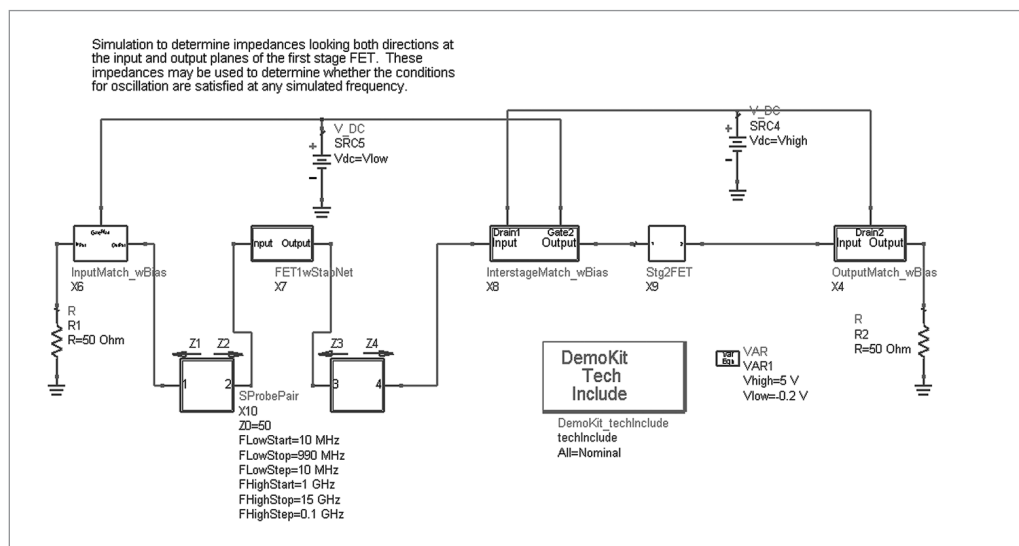 Simulation to determine impedances looking both directions at
the input and output planes of the first stage FET.  These
impedances may be used to determine whether the conditions
for oscillation are satisfied at any simulated frequency.
V_DC
SRC5
Vdc=Vlow
+
-
V_DC
SRC4
Vdc=Vhigh
+
-
Output
InputMatch_wBias
X6
Input Output
FET1wStabNet
X7
Drain1 Gate2
Input Output
InterstageMatch_wBias
X8
Stg2FET
X9
Drain2
Input Output
OutputMatch_wBias
X4
R
R1
R=50 Ohm
Z1 Z2
1 2
Z3 Z4
3 4
SProbePair
X10
Z0=50
FLowStart=10 MHz
FLowStop=990 MHz
FLowStep=10 MHz
FHighStart=1 GHz
FHighStop=15 GHz
FHighStep=0.1 GHz
DemoKit
Tech
Include
DemoKit_techInclude
techInclude
All=Nominal
Var
Eqn
VAR
VAR1
Vhigh=5 V
Vlow=-0.2 V
R
R2
R=50 Ohm